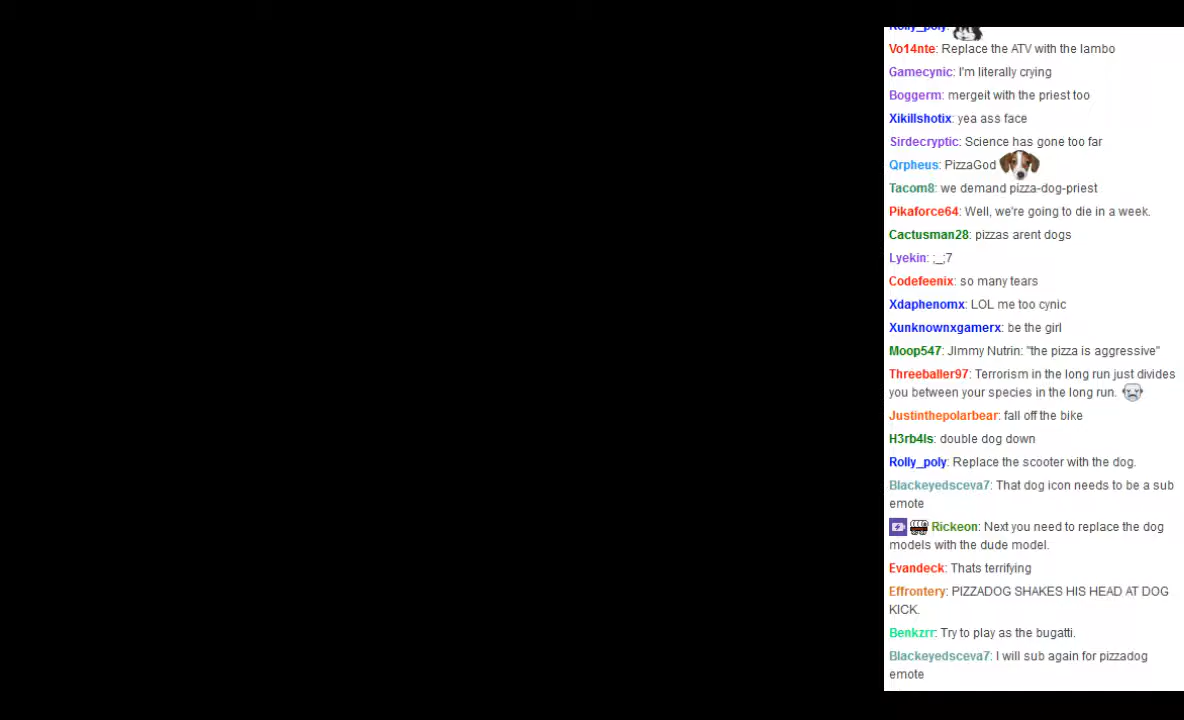 Rolly_poly:
Vo14nte: Replace the ATV with the lambo
Gamecynic: I'm literally crying
Boggerm: mergeit with the priest too
Xikillshotix: yea ass face
Sirdecryptic: Science has gone too far
Qrpheus: PizzaGod
Tacom8: we demand pizza-dog-priest
Pikaforce64: Well, we're going to die in a week.
Cactusman28: pizzas arent dogs
Lyekin: ;_;7
Codefeenix: so many tears
Xdaphenomx: LOL me too cynic
Xunknownxgamerx: be the girl
Moop547: JImmy Nutrin: "the pizza is aggressive"
Threeballer97: Terrorism in the long run just divides
you between your species in the long run.
Justinthepolarbear: fall off the bike
H3rb4ls: double dog down
Rolly_poly: Replace the scooter with the dog.
Blackeyedsceva7: That dog icon needs to be a sub
emote
Rickeon: Next you need to replace the dog
models with the dude model.
Evandeck: Thats terrifying
Effrontery: PIZZADOG SHAKES HIS HEAD AT DOG
KICK.
Benkzrr: Try to play as the bugatti.
Blackeyedsceva7: I will sub again for pizzadog
emote